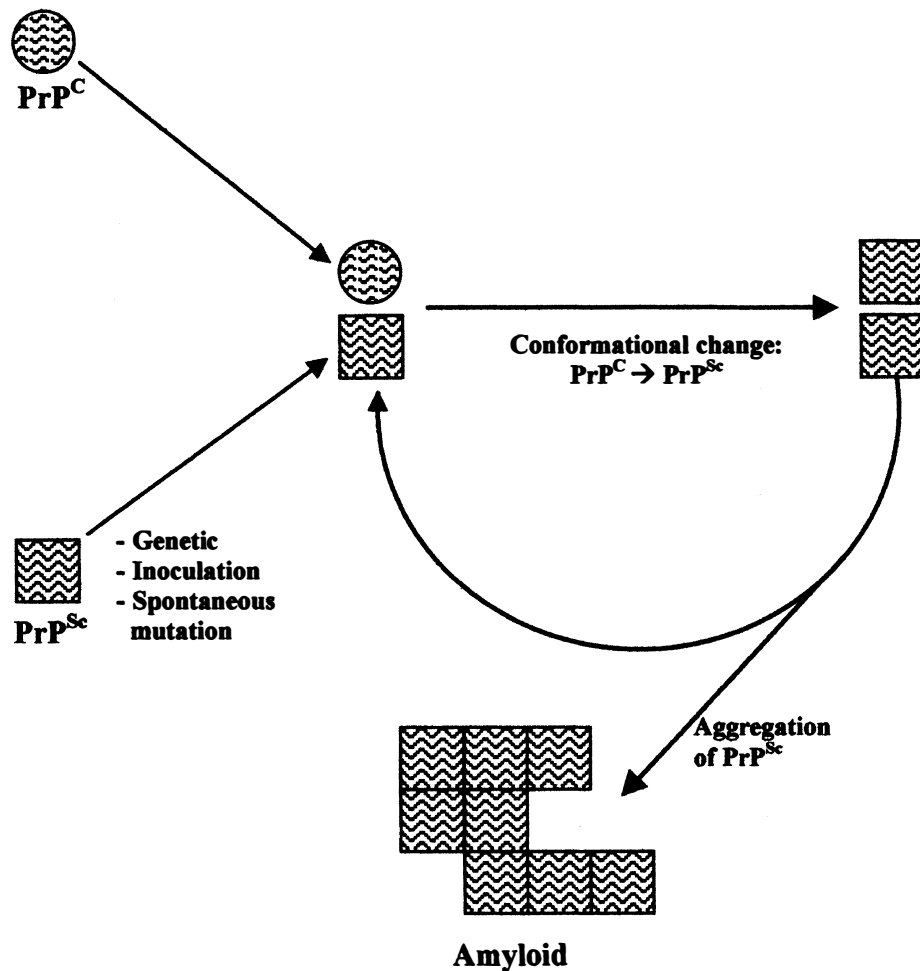 PrP^C
Conformational change:
PrP^C → PrP^Sc
- Genetic
- Inoculation
- Spontaneous
mutation
PrP^Sc
Aggregation
of PrP^Sc
Amyloid